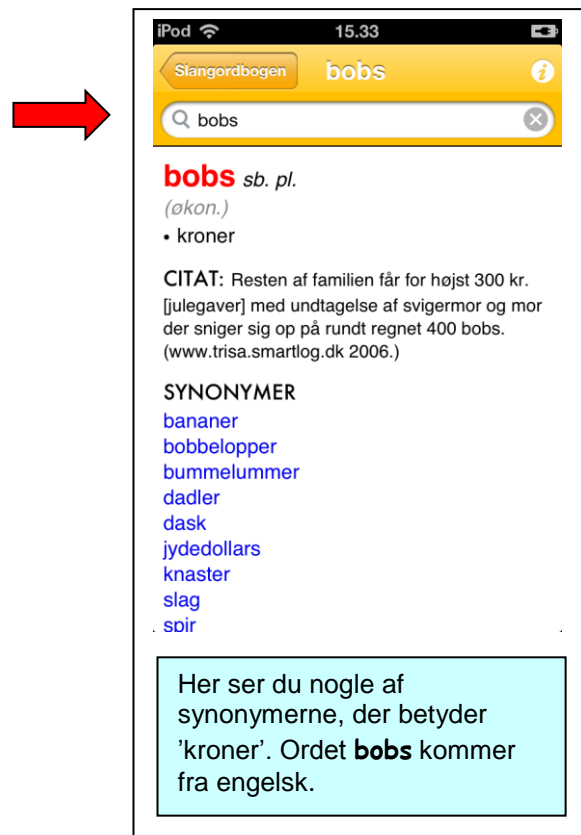 iPod 15.33
Slangordbogen bobs i
bobs
bobs sb. pl.
(økon.)
• kroner
CITAT: Resten af familien får for højst 300 kr.
[julegaver] med undtagelse af svigermor og mor
der sniger sig op på rundt regnet 400 bobs.
(www.trisa.smartlog.dk 2006.)
SYNONYMER
bananer
bobbelopper
bummelummer
dadler
dask
jydedollars
knaster
slag
spir
Her ser du nogle af
synonymerne, der betyder
’kroner’. Ordet bobs kommer
fra engelsk.